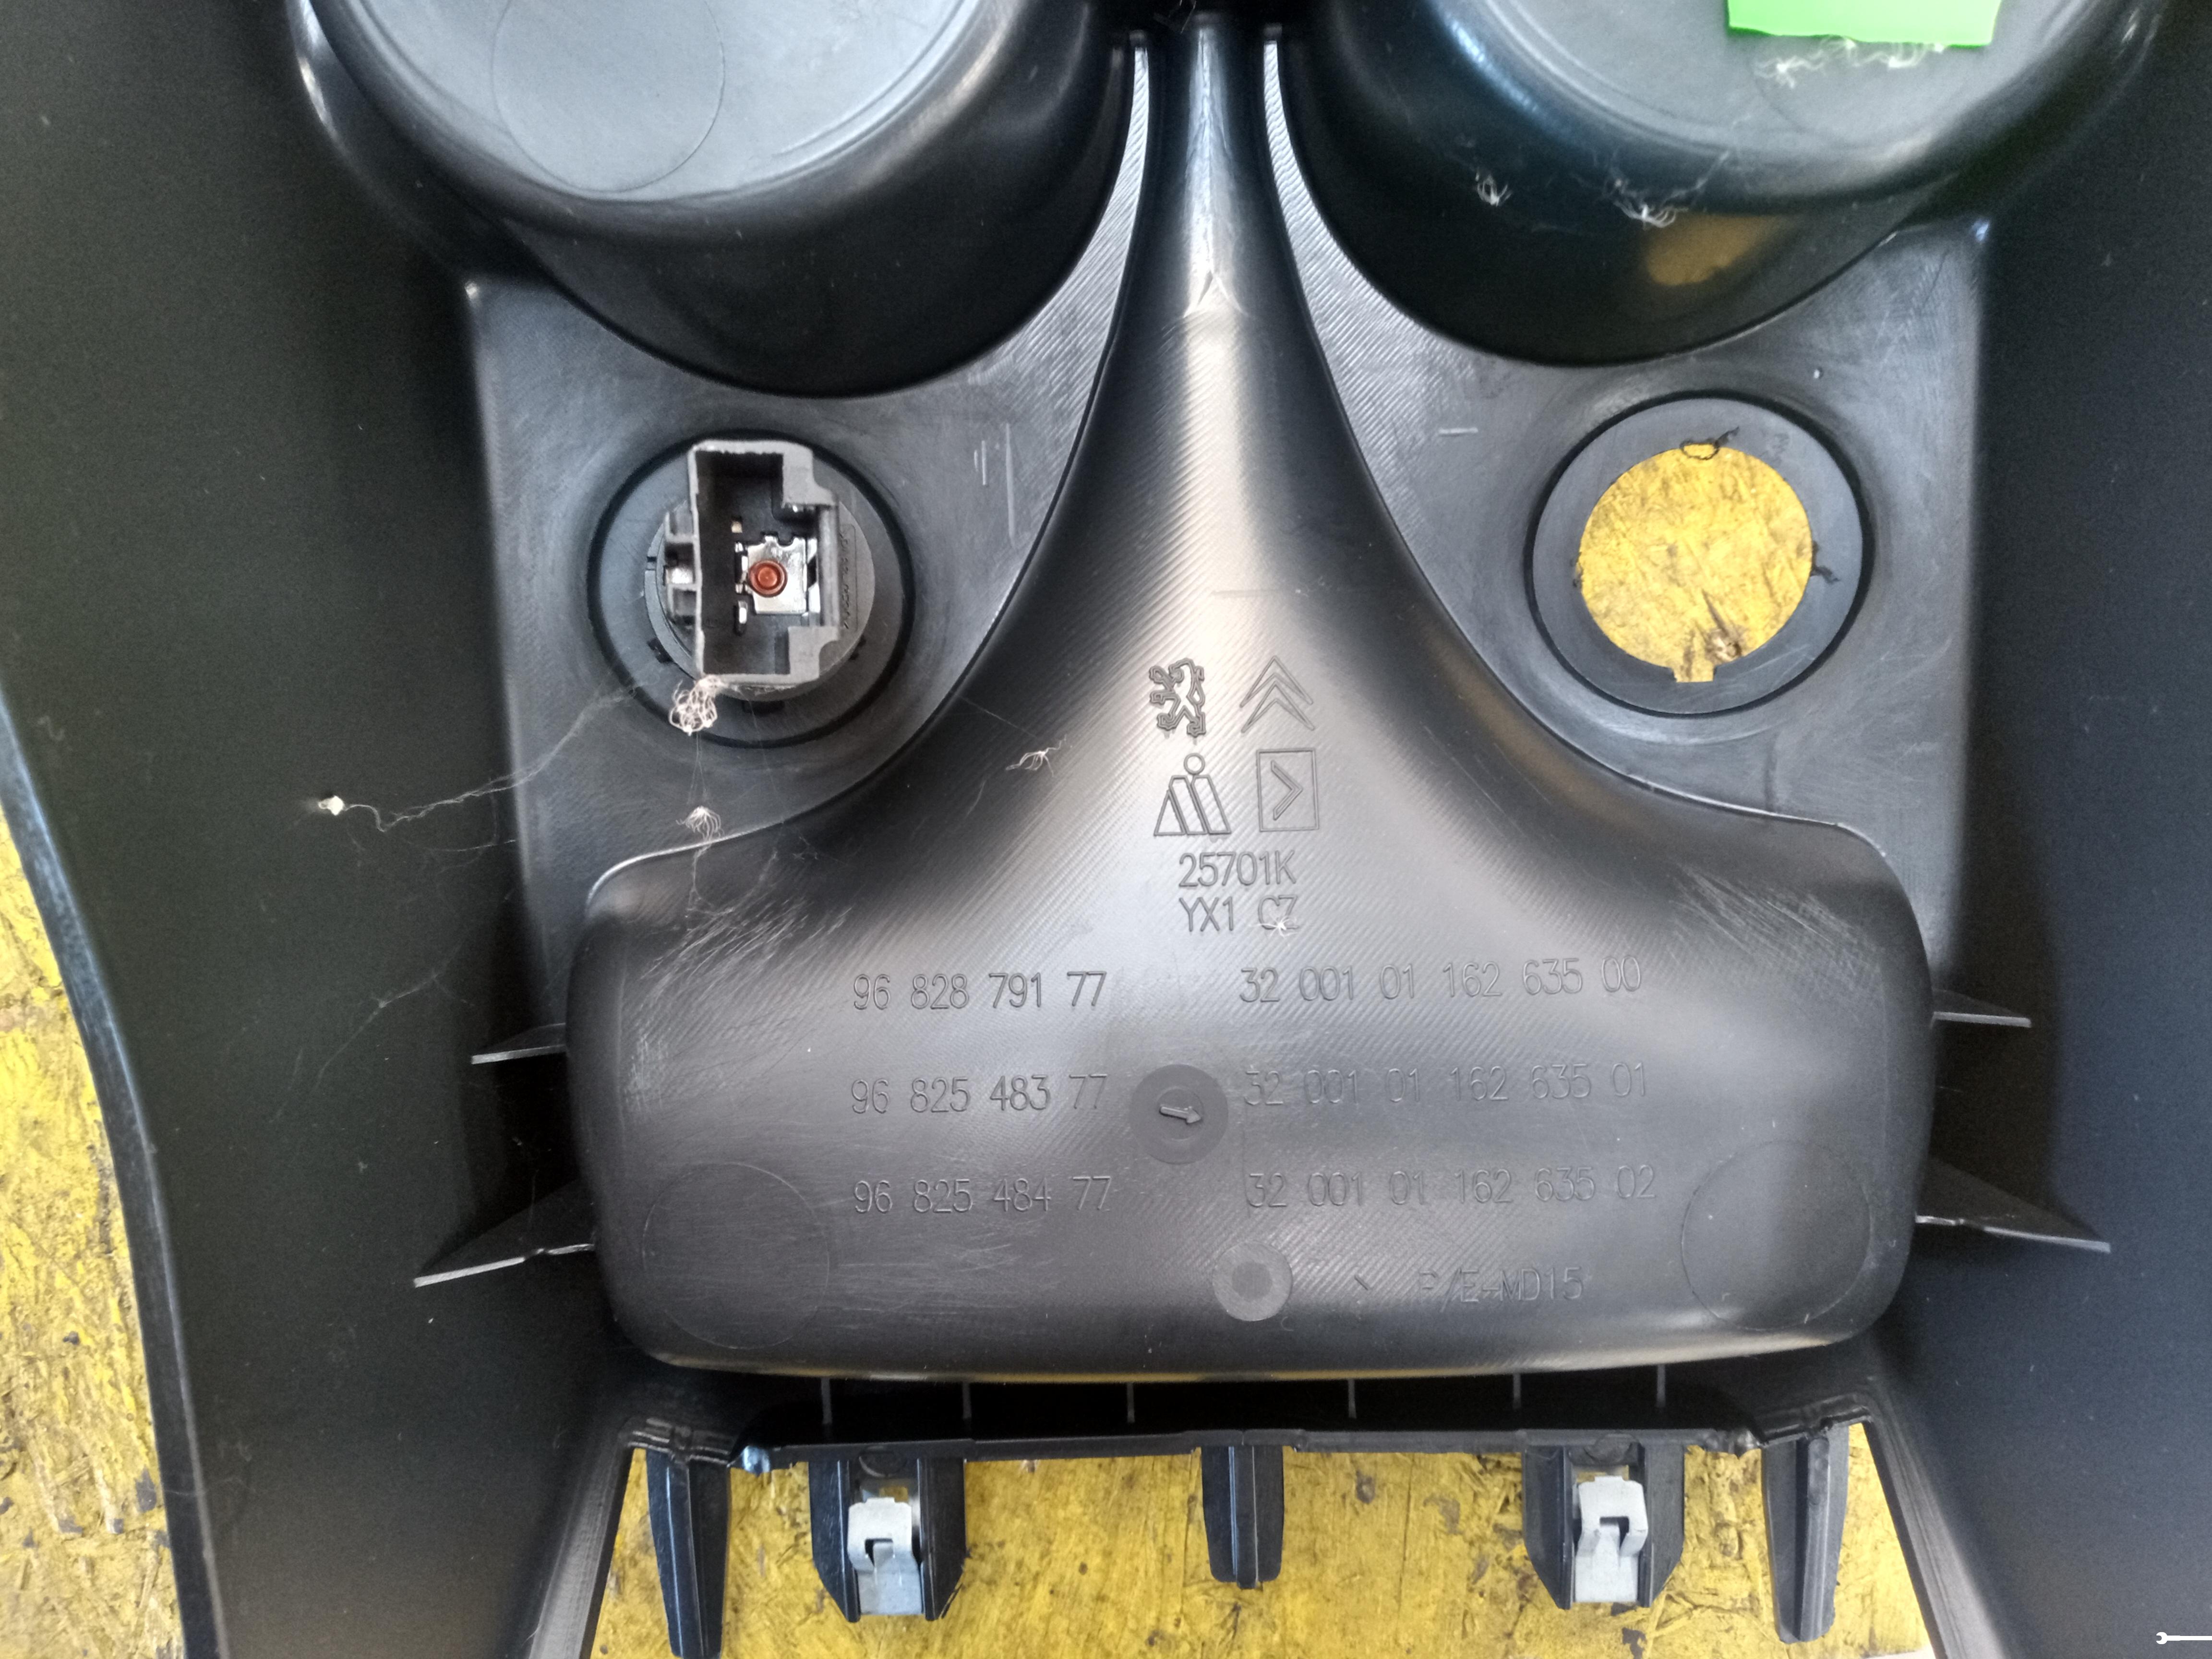 25701K
YX1 CZ
96 828 791 77 32 001 01 162 635 00
96 825 483 77 32 001 01 162 635 01
96 825 484 77 32 001 01 162 635 02
P/E-MD15